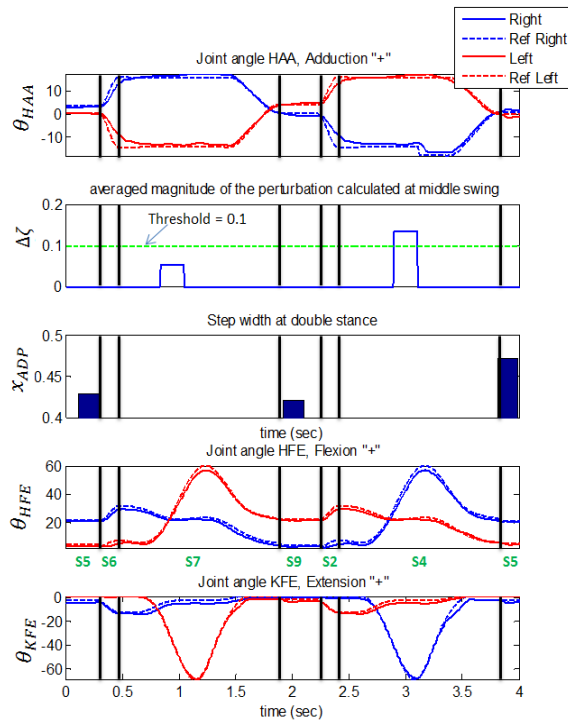 Right
Ref Right
Left
Ref Left
Joint angle HAA, Adduction "+"
θHAA
10
0
-10
averaged magnitude of the perturbation calculated at middle swing
Δζ
0.2
0.1
0
Threshold = 0.1
Step width at double stance
xADP
0.5
0.45
0.4
time (sec)
Joint angle HFE, Flexion "+"
θHFE
60
40
20
S5 S6 S7 S9 S2 S4 S5
Joint angle KFE, Extension "+"
θKFE
0
-20
-40
-60
0 0.5 1 1.5 2 2.5 3 3.5 4
time (sec)